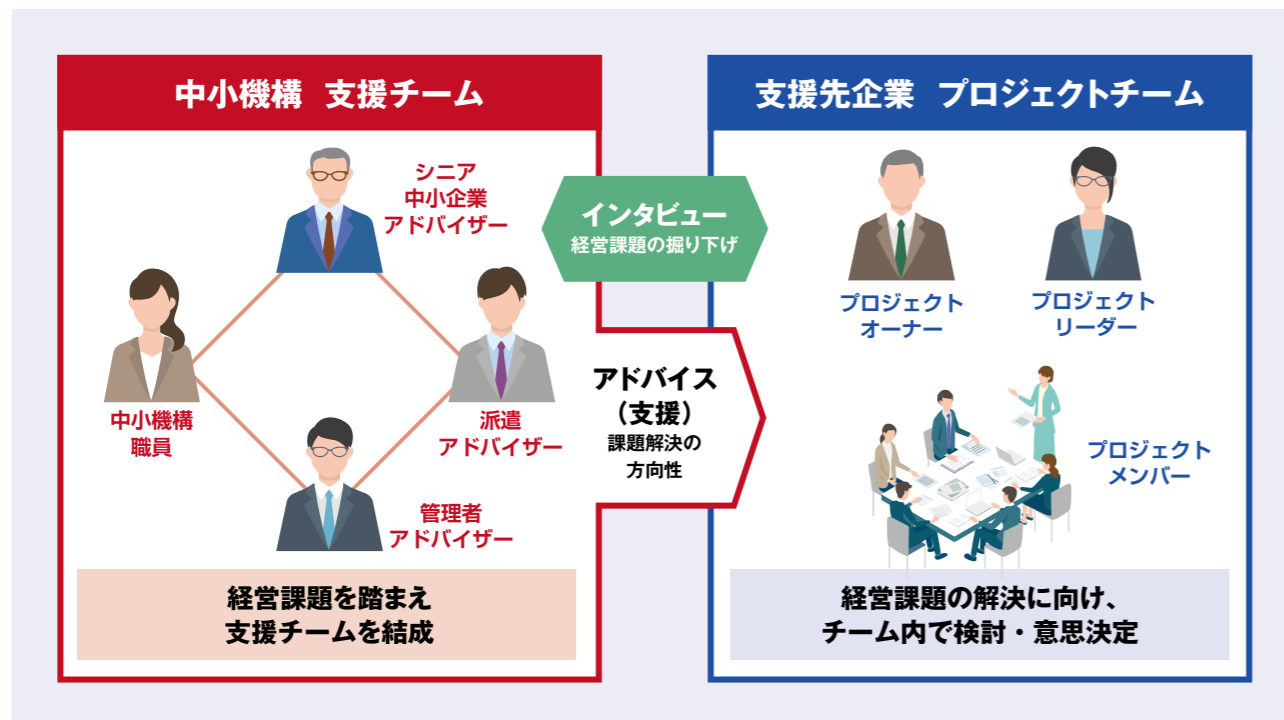 中小機構 支援チーム
シニア
中小企業
アドバイザー
中小機構
職員
派遣
アドバイザー
管理者
アドバイザー
経営課題を踏まえ
支援チームを結成
インタビュー
経営課題の掘り下げ
アドバイス
（支援）
課題解決の
方向性
支援先企業 プロジェクトチーム
プロジェクト
オーナー
プロジェクト
リーダー
プロジェクト
メンバー
経営課題の解決に向け、
チーム内で検討・意思決定